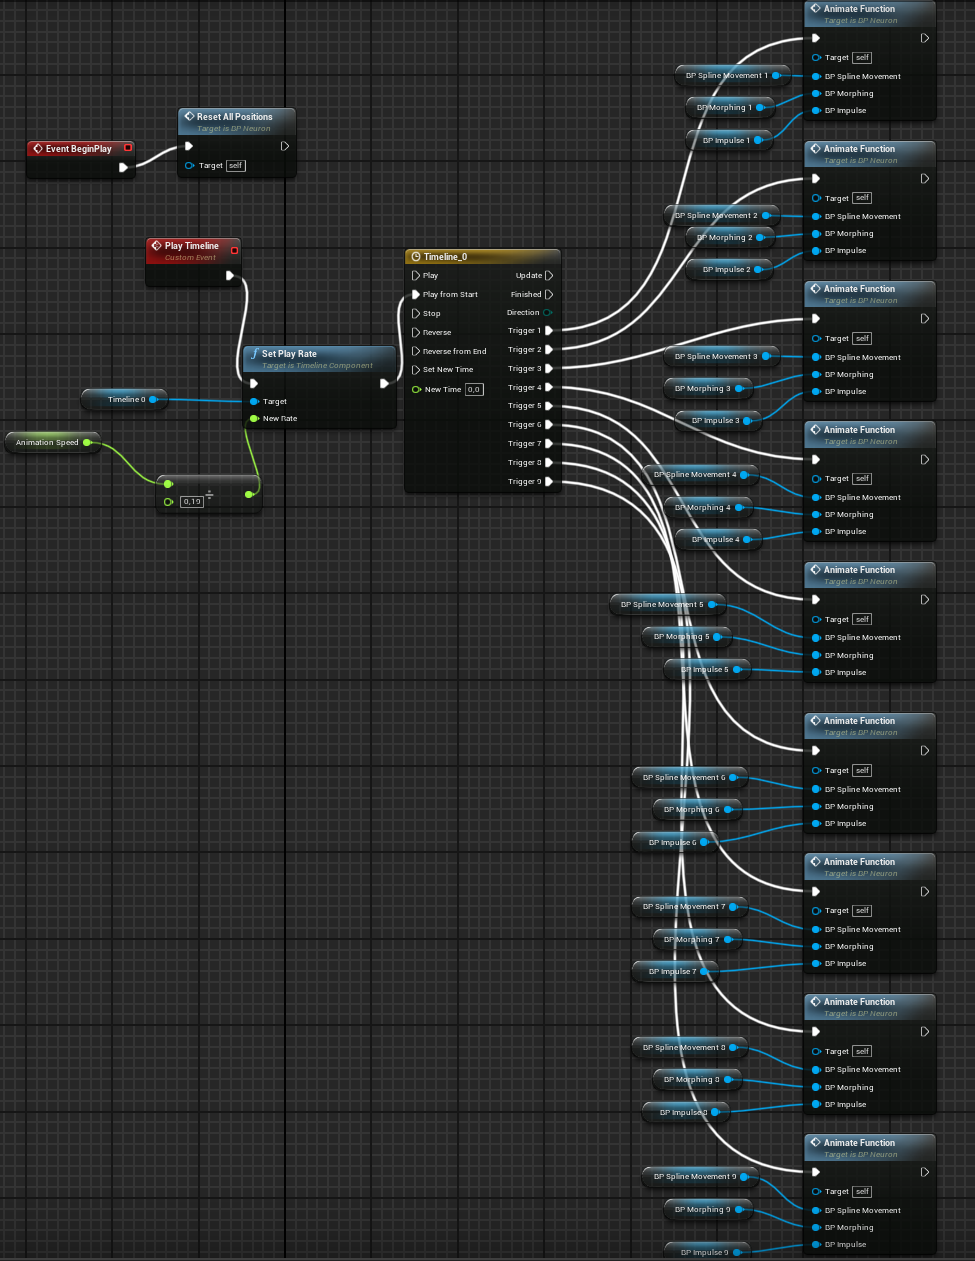 Event BeginPlay
Reset All Positions
Target is BP Neuron
Target self
Play Timeline
Custom Event
Set Play Rate
Target is Timeline Component
Target
New Rate
Timeline 0
Animation Speed
0,19 ÷
Timeline_0
Play
Play from Start
Stop
Reverse
Reverse from End
Set New Time
New Time 0,0
Update
Finished
Direction
Trigger 1
Trigger 2
Trigger 3
Trigger 4
Trigger 5
Trigger 6
Trigger 7
Trigger 8
Trigger 9
BP Spline Movement 1
BP Morphing 1
BP Impulse 1
Animate Function
Target is BP Neuron
Target self
BP Spline Movement
BP Morphing
BP Impulse
BP Spline Movement 2
BP Morphing 2
BP Impulse 2
Animate Function
Target is BP Neuron
Target self
BP Spline Movement
BP Morphing
BP Impulse
BP Spline Movement 3
BP Morphing 3
BP Impulse 3
Animate Function
Target is BP Neuron
Target self
BP Spline Movement
BP Morphing
BP Impulse
BP Spline Movement 4
BP Morphing 4
BP Impulse 4
Animate Function
Target is BP Neuron
Target self
BP Spline Movement
BP Morphing
BP Impulse
BP Spline Movement 5
BP Morphing 5
BP Impulse 5
Animate Function
Target is BP Neuron
Target self
BP Spline Movement
BP Morphing
BP Impulse
BP Spline Movement 6
BP Morphing 6
BP Impulse 6
Animate Function
Target is BP Neuron
Target self
BP Spline Movement
BP Morphing
BP Impulse
BP Spline Movement 7
BP Morphing 7
BP Impulse 7
Animate Function
Target is BP Neuron
Target self
BP Spline Movement
BP Morphing
BP Impulse
BP Spline Movement 8
BP Morphing 8
BP Impulse 8
Animate Function
Target is BP Neuron
Target self
BP Spline Movement
BP Morphing
BP Impulse
BP Spline Movement 9
BP Morphing 9
BP Impulse 9
Animate Function
Target is BP Neuron
Target self
BP Spline Movement
BP Morphing
BP Impulse